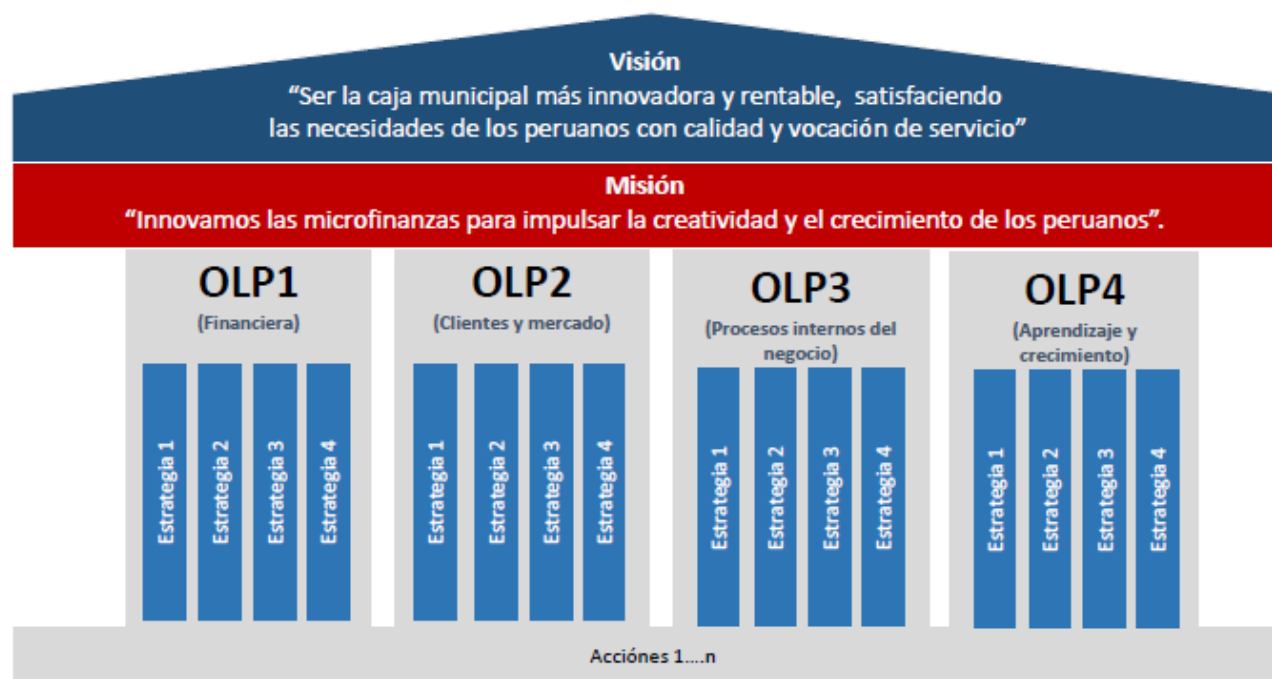 Visión
“Ser la caja municipal más innovadora y rentable, satisfaciendo
las necesidades de los peruanos con calidad y vocación de servicio”
Misión
“Innovamos las microfinanzas para impulsar la creatividad y el crecimiento de los peruanos”.
OLP1
(Financiera)
Estrategia 1
Estrategia 2
Estrategia 3
Estrategia 4
OLP2
(Clientes y mercado)
Estrategia 1
Estrategia 2
Estrategia 3
Estrategia 4
OLP3
(Procesos internos del
negocio)
Estrategia 1
Estrategia 2
Estrategia 3
Estrategia 4
OLP4
(Aprendizaje y
crecimiento)
Estrategia 1
Estrategia 2
Estrategia 3
Estrategia 4
Acciónes 1....n